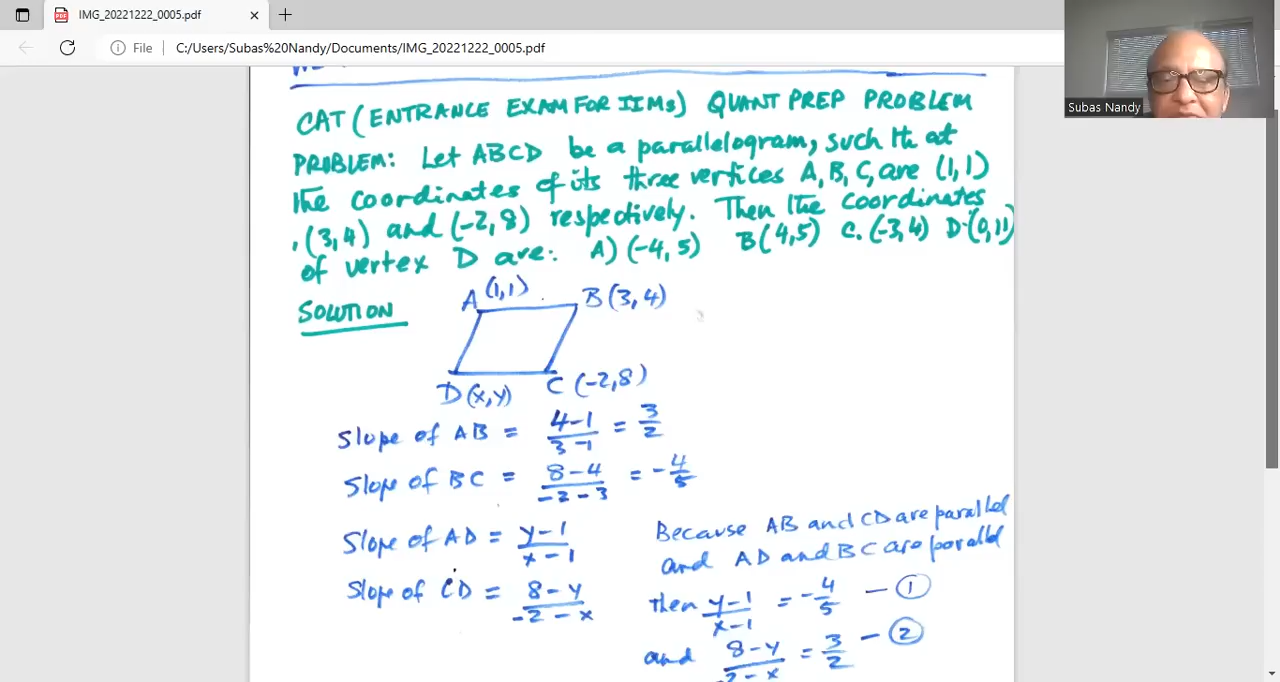 IMG_20221222_0005.pdf
File C:/Users/Subas%20Nandy/Documents/IMG_20221222_0005.pdf
Subas Nandy
CAT (ENTRANCE EXAM FOR IIMs) QUANT PREP PROBLEM
PROBLEM: Let ABCD be a parallelogram, such th at
the coordinates of its three vertices A, B, C, are (1,1)
, (3,4) and (-2,8) respectively. Then the coordinates
of vertex D are: A) (-4,5) B(4,5) C. (-3,4) D.(0,11)
SOLUTION
A (1,1) B (3,4)
D(x,y) C (-2,8)
Slope of AB = 4-1/3-1 = 3/2
Slope of BC = 8-4/-2-3 = -4/5
Slope of AD = y-1/x-1
Slope of CD = 8-y/-2-x
Because AB and CD are parallel
and AD and BC are parallel
then y-1/x-1 = -4/5 - ①
and 8-y/-2-x = 3/2 - ②